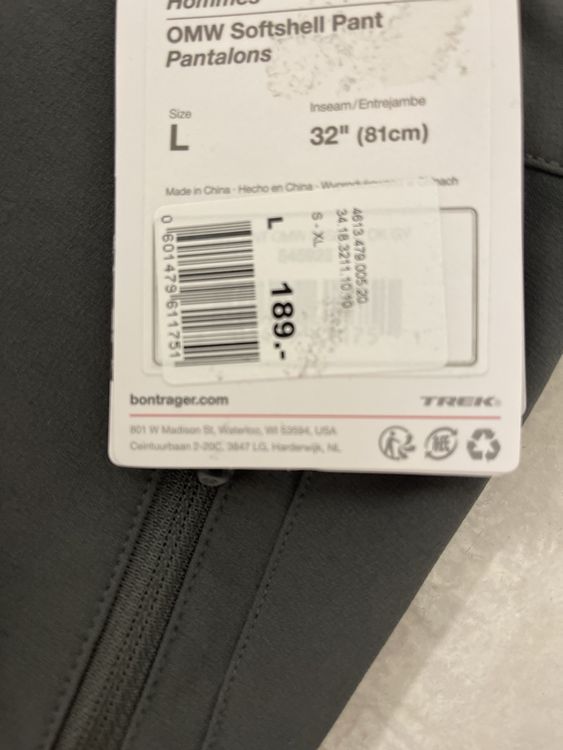 Hommes
OMW Softshell Pant
Pantalons
Size
L
Inseam/Entrejambe
32" (81cm)
Made in China - Hecho en China -
4613.479.005.20
34.18.3211.10.10
S - XL
L
189.-
0 601479 611751
bontrager.com
TREK
801 W Madison St, Waterloo, WI 53594, USA
Ceintuurbaan 2-20C, 3847 LG, Harderwijk, NL